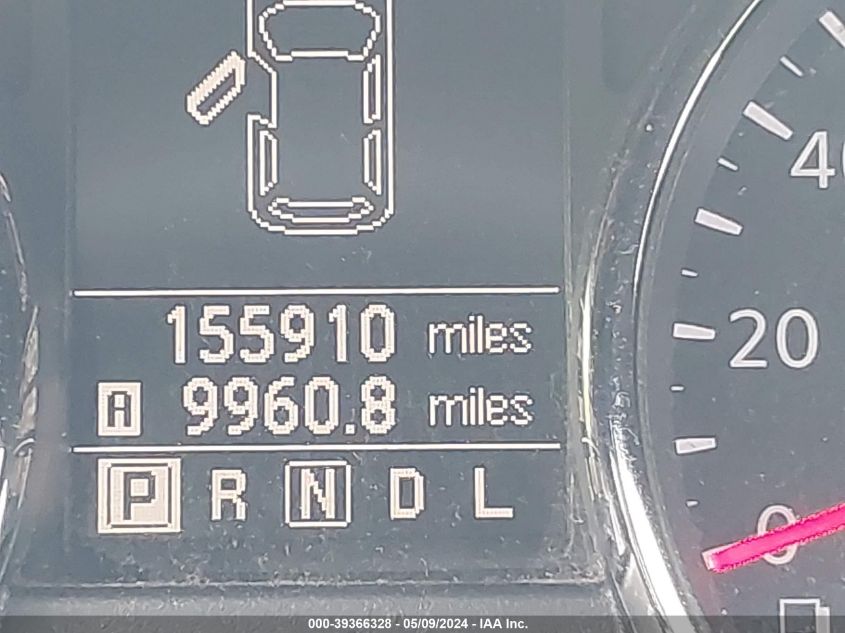 155910 miles
A 9960.8 miles
P R N D L
40
20
0
000-39366328 - 05/09/2024 - IAA Inc.